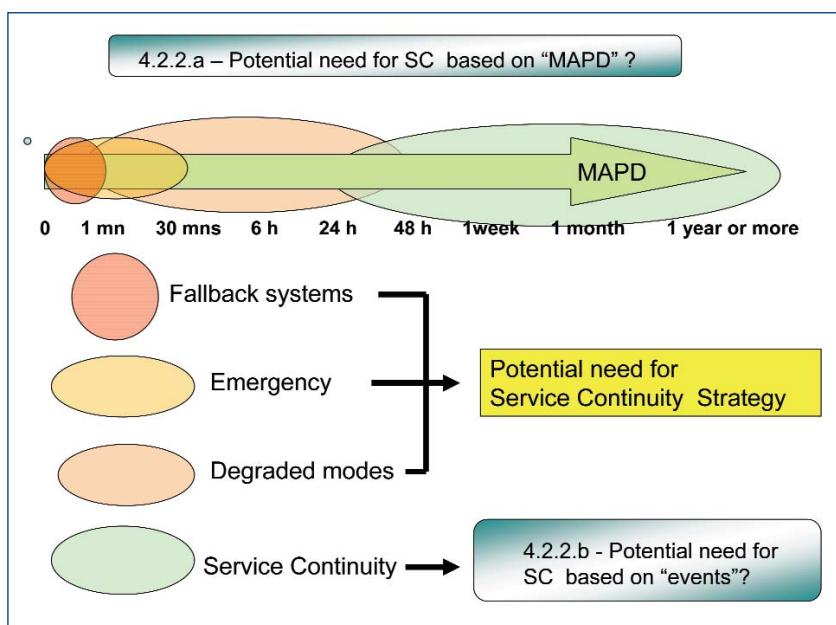 4.2.2.a – Potential need for SC based on “MAPD” ?
MAPD
0 1 mn 30 mns 6 h 24 h 48 h 1week 1 month 1 year or more
Fallback systems
Emergency
Degraded modes
Potential need for
Service Continuity Strategy
Service Continuity
4.2.2.b - Potential need for
SC based on “events”?